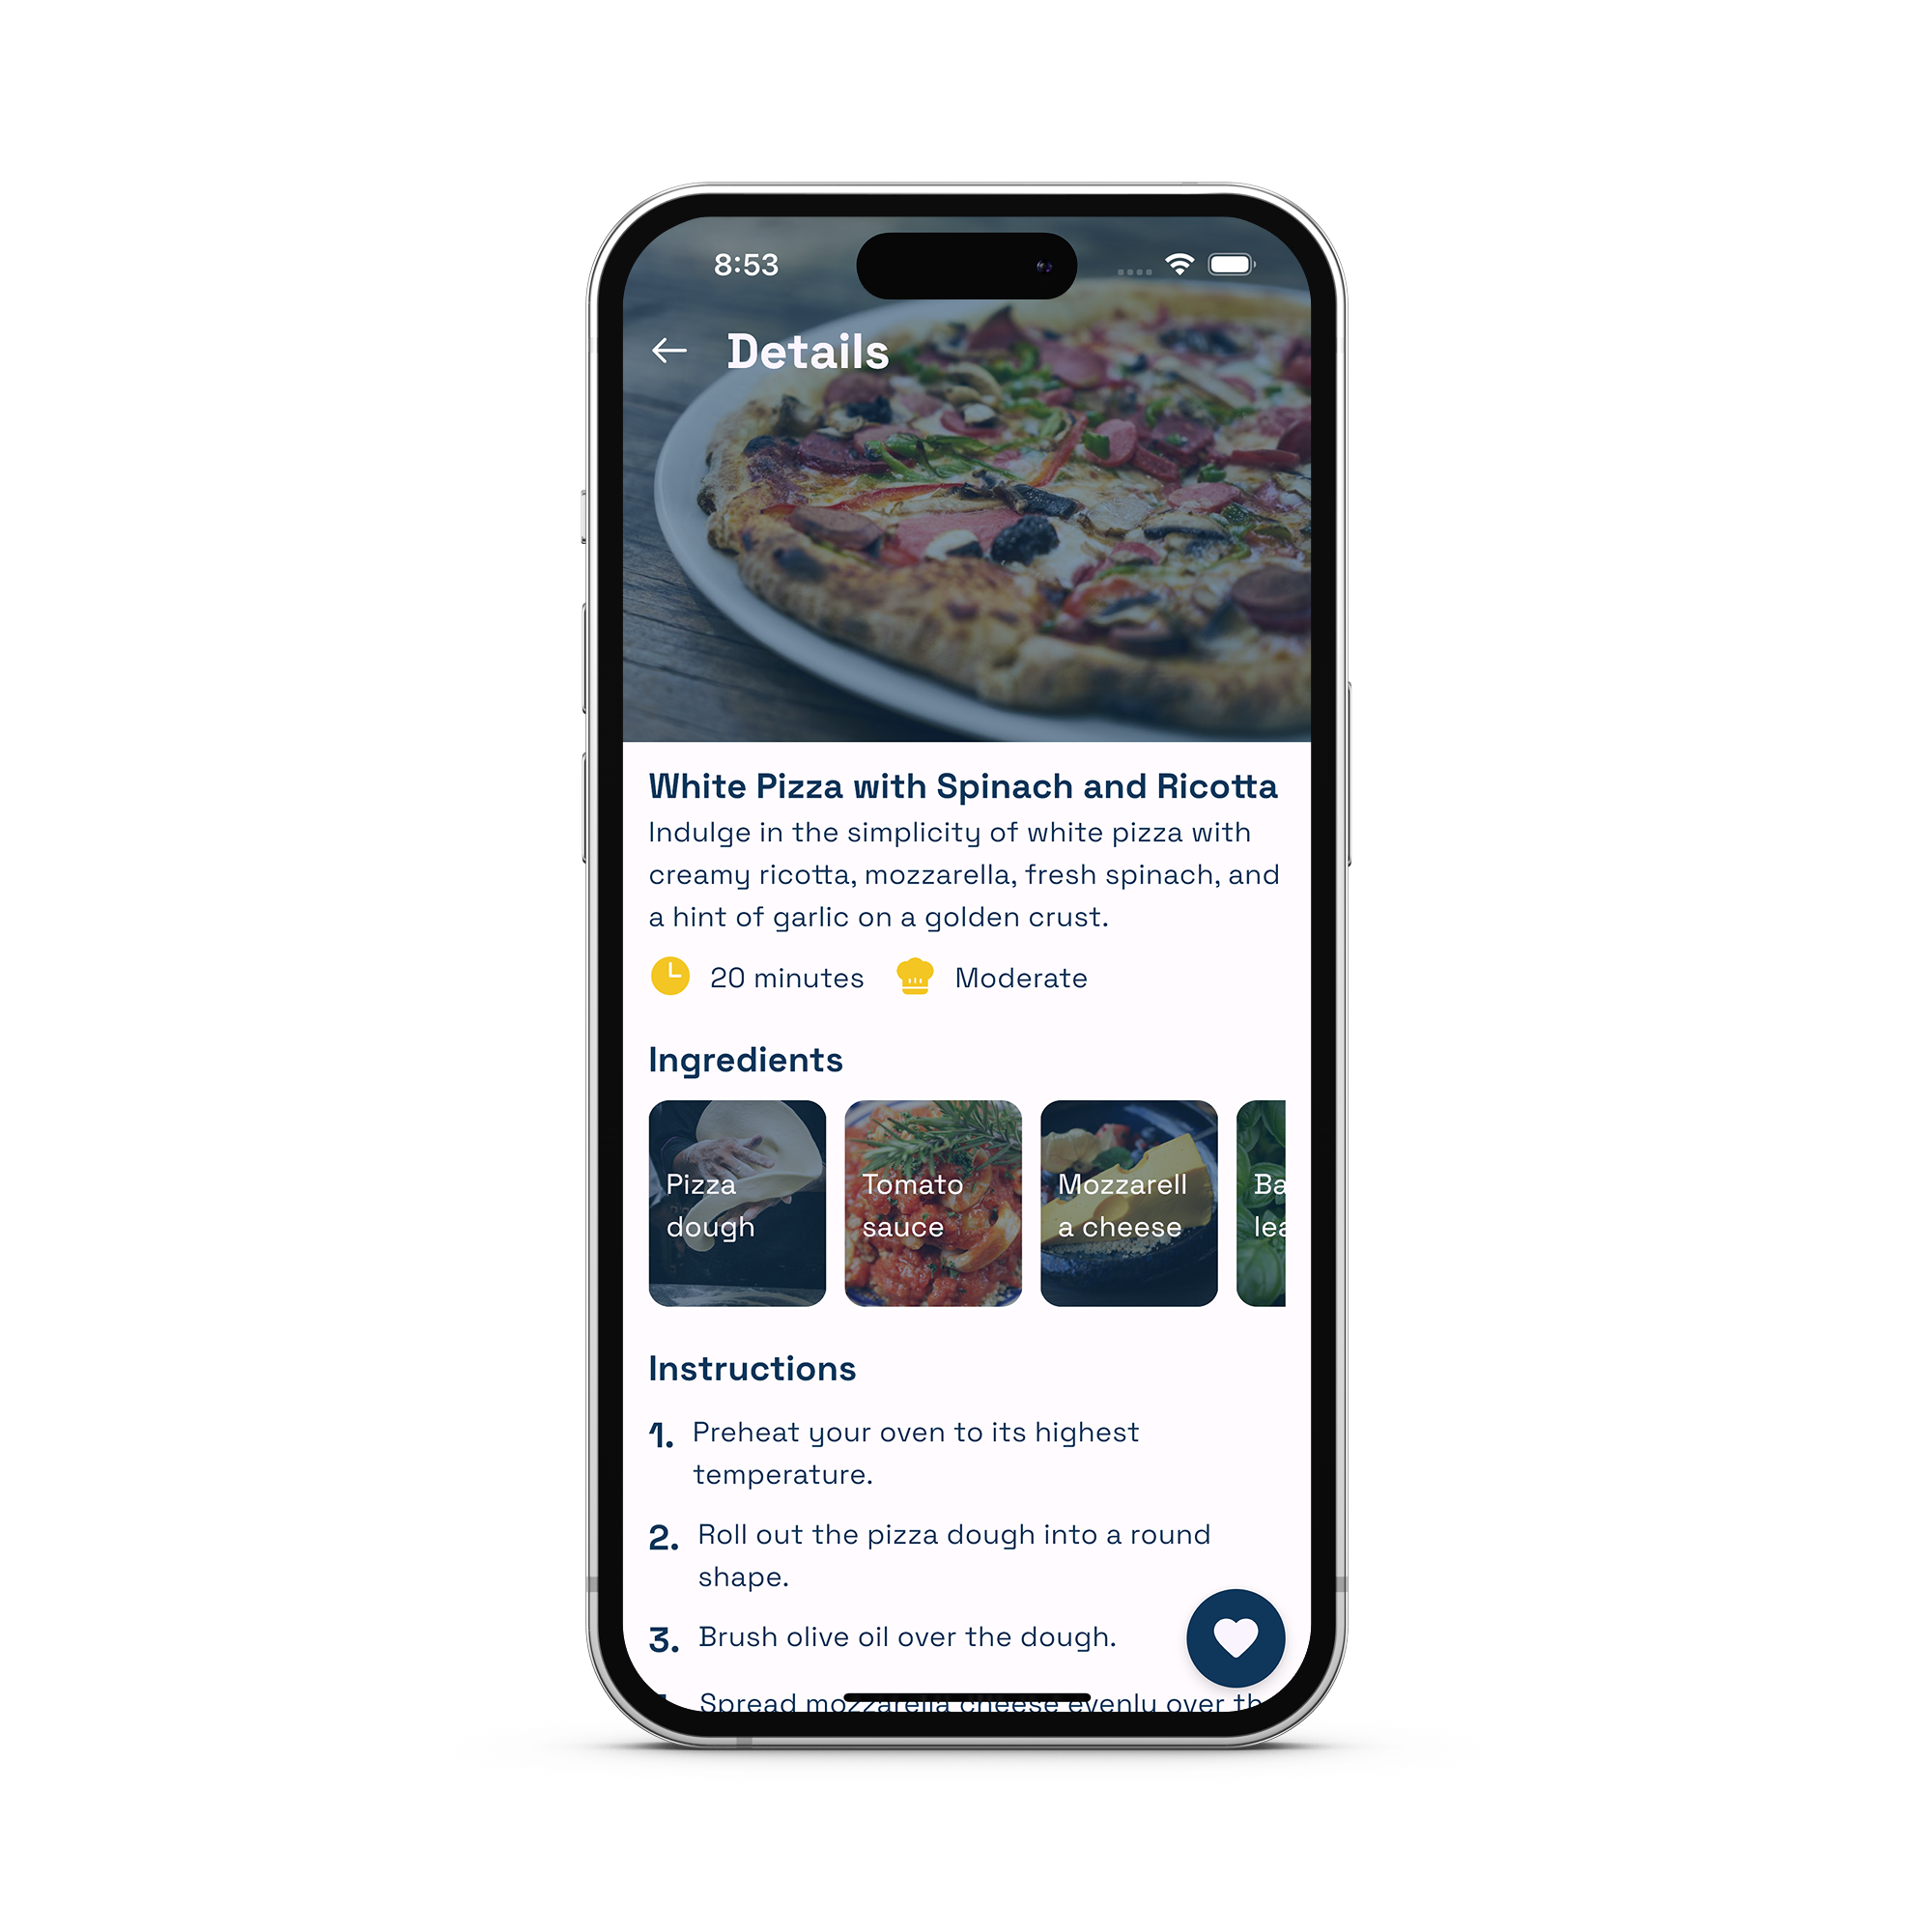 8:53
Details
White Pizza with Spinach and Ricotta
Indulge in the simplicity of white pizza with
creamy ricotta, mozzarella, fresh spinach, and
a hint of garlic on a golden crust.
20 minutes Moderate
Ingredients
Pizza
dough
Tomato
sauce
Mozzarell
a cheese
Ba
lea
Instructions
1. Preheat your oven to its highest
temperature.
2. Roll out the pizza dough into a round
shape.
3. Brush olive oil over the dough.
Spread mozzarella cheese evenly over th